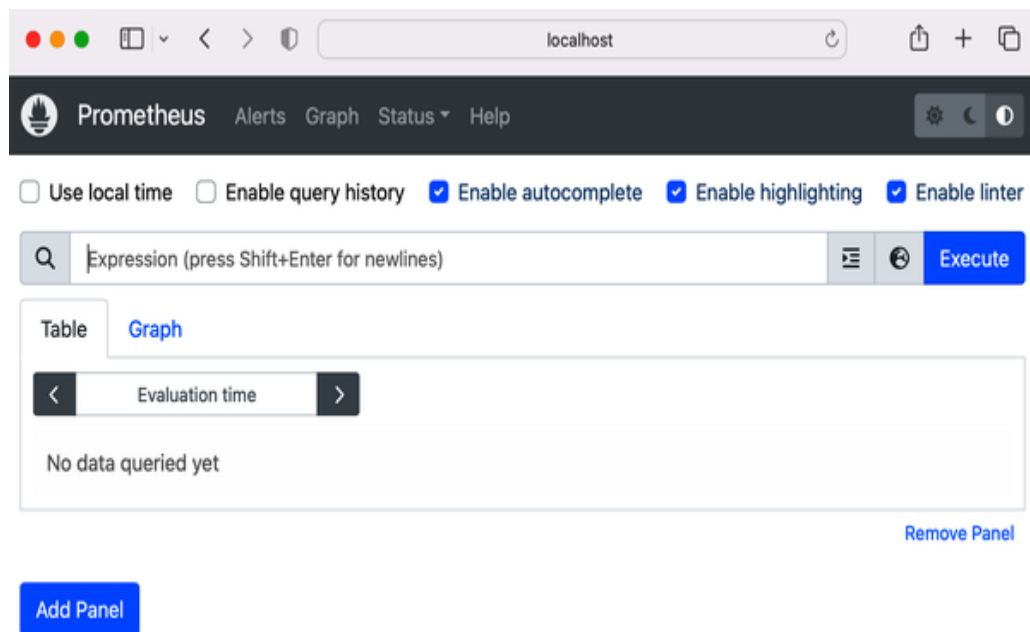 localhost
Prometheus Alerts Graph Status Help
Use local time Enable query history Enable autocomplete Enable highlighting Enable linter
Expression (press Shift+Enter for newlines) Execute
Table Graph
Evaluation time
No data queried yet
Remove Panel
Add Panel